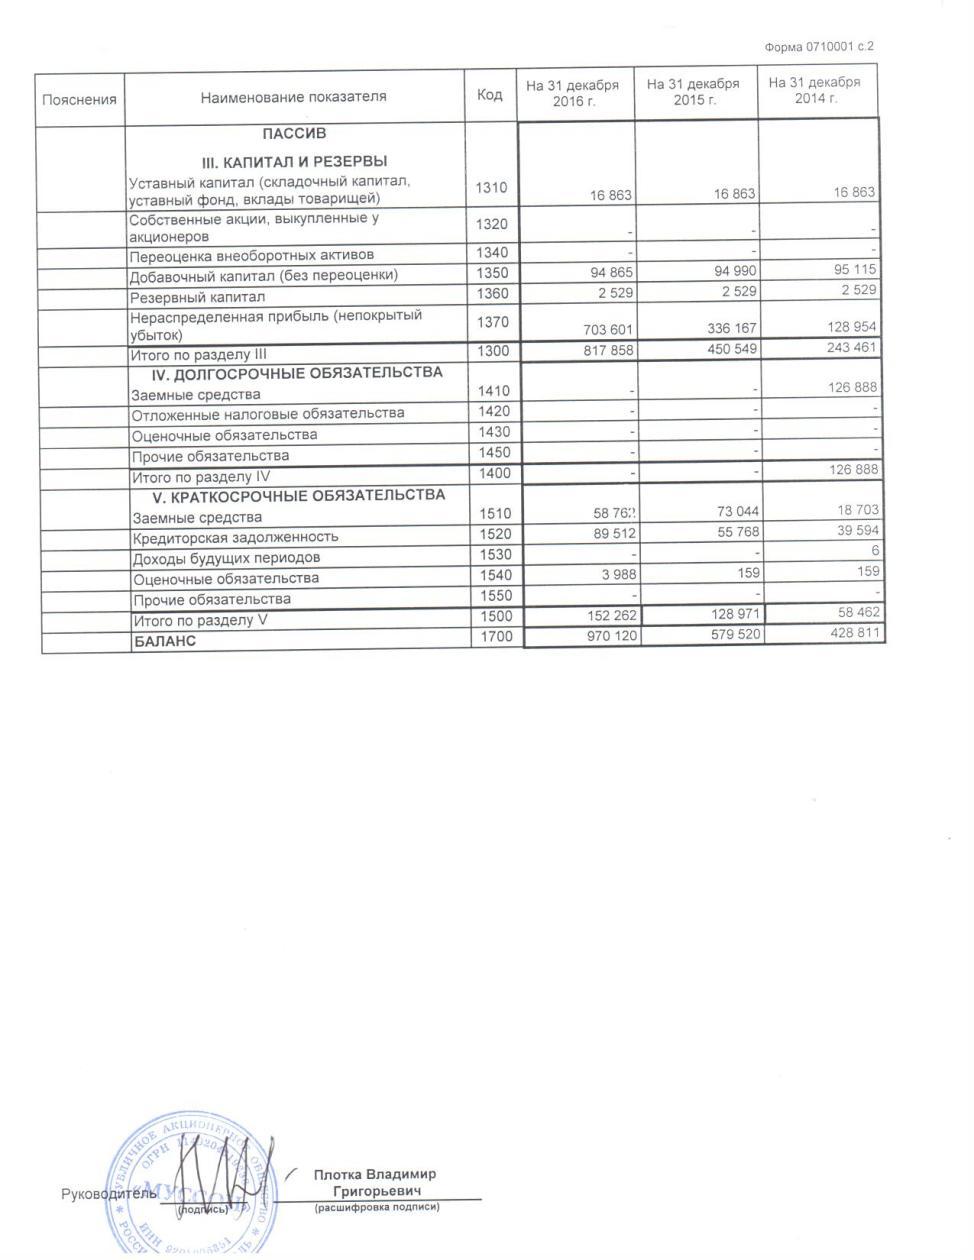 Форма 0710001 с.2
Пояснения Наименование показателя Код На 31 декабря 2016 г. На 31 декабря 2015 г. На 31 декабря 2014 г.
ПАССИВ
III. КАПИТАЛ И РЕЗЕРВЫ
Уставный капитал (складочный капитал,
уставный фонд, вклады товарищей) 1310 16 863 16 863 16 863
Собственные акции, выкупленные у
акционеров 1320 - - -
Переоценка внеоборотных активов 1340 - - -
Добавочный капитал (без переоценки) 1350 94 865 94 990 95 115
Резервный капитал 1360 2 529 2 529 2 529
Нераспределенная прибыль (непокрытый
убыток) 1370 703 601 336 167 128 954
Итого по разделу III 1300 817 858 450 549 243 461
IV. ДОЛГОСРОЧНЫЕ ОБЯЗАТЕЛЬСТВА
Заемные средства 1410 - - 126 888
Отложенные налоговые обязательства 1420 - - -
Оценочные обязательства 1430 - - -
Прочие обязательства 1450 - - -
Итого по разделу IV 1400 - - 126 888
V. КРАТКОСРОЧНЫЕ ОБЯЗАТЕЛЬСТВА
Заемные средства 1510 58 762 73 044 18 703
Кредиторская задолженность 1520 89 512 55 768 39 594
Доходы будущих периодов 1530 - - 6
Оценочные обязательства 1540 3 988 159 159
Прочие обязательства 1550 - - -
Итого по разделу V 1500 152 262 128 971 58 462
БАЛАНС 1700 970 120 579 520 428 811
ПУБЛИЧНОЕ АКЦИОНЕРНОЕ ОБЩЕСТВО
ОГРН
«МУССОН»
ИНН
Плотка Владимир
Руководитель Григорьевич
(подпись) (расшифровка подписи)